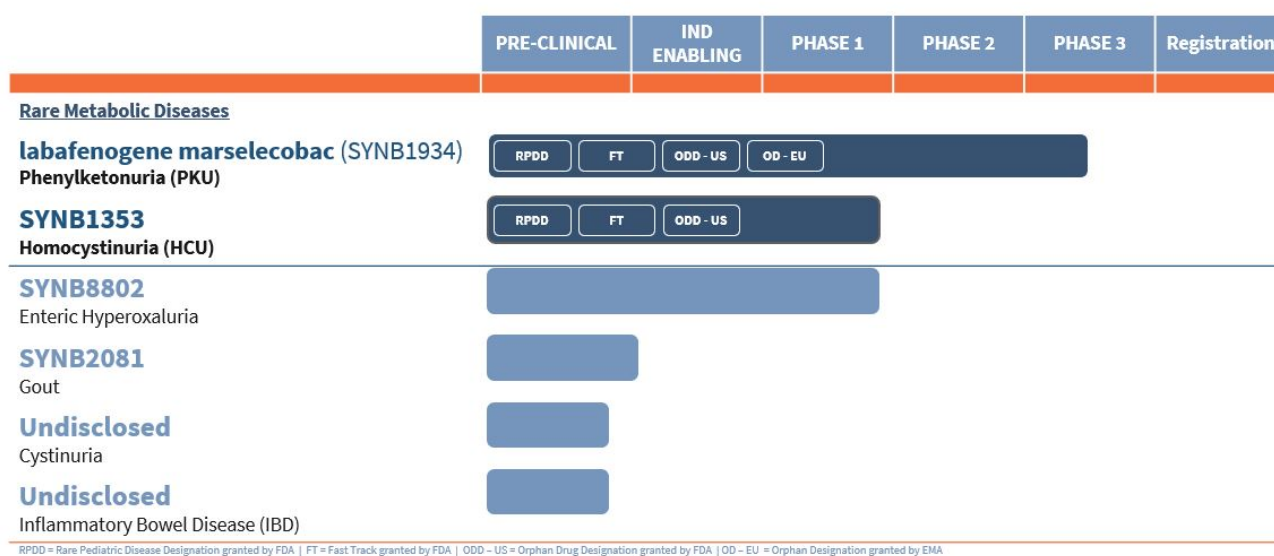 PRE-CLINICAL
IND
ENABLING
PHASE 1
PHASE 2
PHASE 3
Registration
Rare Metabolic Diseases
labafenogene marselecobac (SYNB1934)
Phenylketonuria (PKU)
RPDD FT ODD - US OD - EU
SYNB1353
Homocystinuria (HCU)
RPDD FT ODD - US
SYNB8802
Enteric Hyperoxaluria
SYNB2081
Gout
Undisclosed
Cystinuria
Undisclosed
Inflammatory Bowel Disease (IBD)
RPDD = Rare Pediatric Disease Designation granted by FDA | FT = Fast Track granted by FDA | ODD – US = Orphan Drug Designation granted by FDA | OD – EU = Orphan Designation granted by EMA